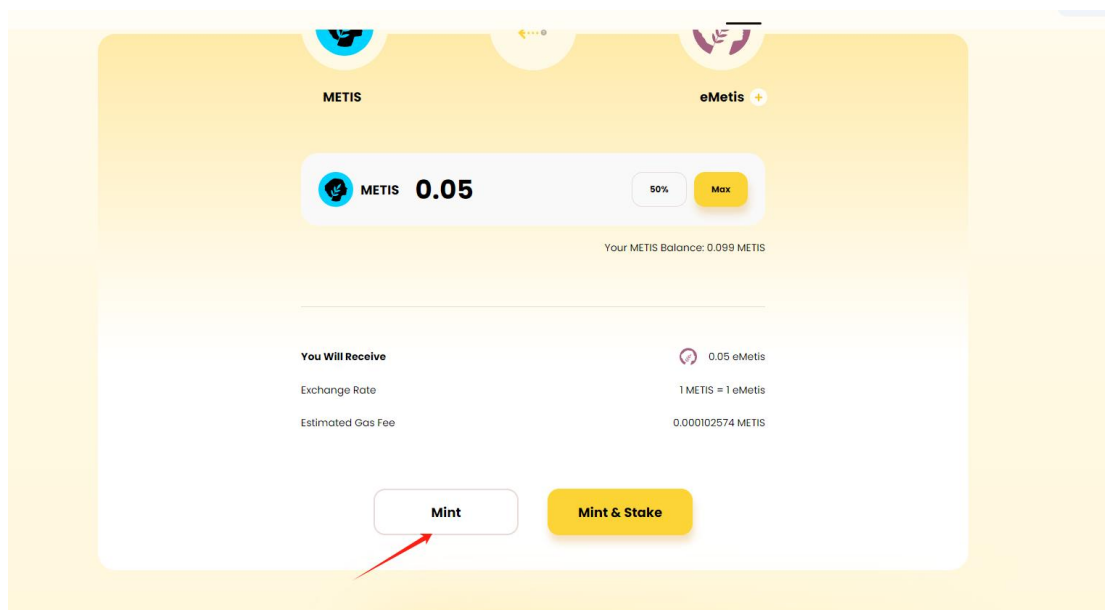 METIS
eMetis +
METIS 0.05 50% Max
Your METIS Balance: 0.099 METIS
You Will Receive 0.05 eMetis
Exchange Rate 1 METIS = 1 eMetis
Estimated Gas Fee 0.000102574 METIS
Mint Mint & Stake